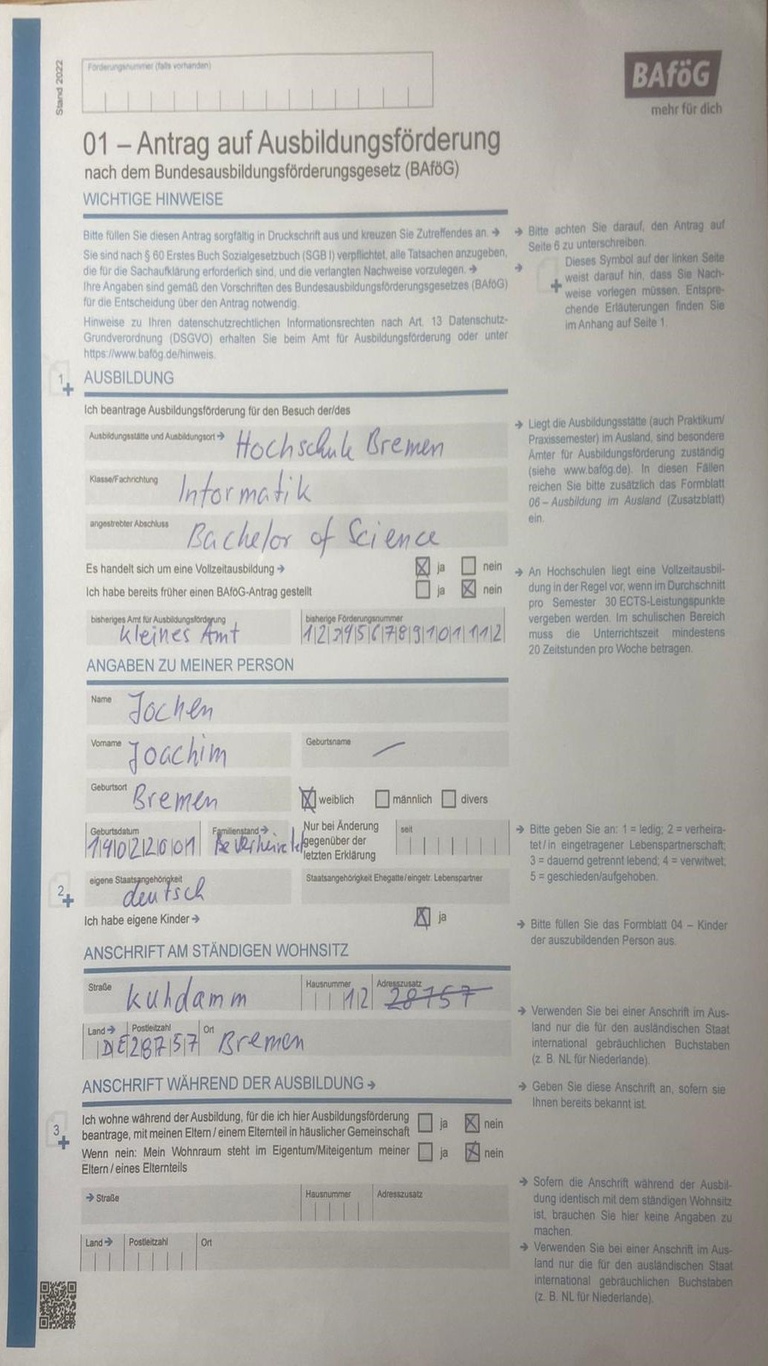 Stand 2022
Förderungsnummer (falls vorhanden)
BAföG
mehr für dich
01 – Antrag auf Ausbildungsförderung
nach dem Bundesausbildungsförderungsgesetz (BAföG)
WICHTIGE HINWEISE
Bitte füllen Sie diesen Antrag sorgfältig in Druckschrift aus und kreuzen Sie Zutreffendes an. →
Sie sind nach § 60 Erstes Buch Sozialgesetzbuch (SGB I) verpflichtet, alle Tatsachen anzugeben,
die für die Sachaufklärung erforderlich sind, und die verlangten Nachweise vorzulegen. →
Ihre Angaben sind gemäß den Vorschriften des Bundesausbildungsförderungsgesetzes (BAföG)
für die Entscheidung über den Antrag notwendig.
Hinweise zu Ihren datenschutzrechtlichen Informationsrechten nach Art. 13 Datenschutz-
Grundverordnung (DSGVO) erhalten Sie beim Amt für Ausbildungsförderung oder unter
https://www.bafög.de/hinweis.
→ Bitte achten Sie darauf, den Antrag auf
Seite 6 zu unterschreiben.
→ Dieses Symbol auf der linken Seite
weist darauf hin, dass Sie Nach-
weise vorlegen müssen. Entspre-
chende Erläuterungen finden Sie
im Anhang auf Seite 1.
1 + AUSBILDUNG
Ich beantrage Ausbildungsförderung für den Besuch der/des
Ausbildungsstätte und Ausbildungsort → Hochschule Bremen
Klasse/Fachrichtung Informatik
angestrebter Abschluss Bachelor of Science
→ Liegt die Ausbildungsstätte (auch Praktikum/
Praxissemester) im Ausland, sind besondere
Ämter für Ausbildungsförderung zuständig
(siehe www.bafög.de). In diesen Fällen
reichen Sie bitte zusätzlich das Formblatt
06 – Ausbildung im Ausland (Zusatzblatt)
ein.
Es handelt sich um eine Vollzeitausbildung → ja nein
Ich habe bereits früher einen BAföG-Antrag gestellt ja nein
bisheriges Amt für Ausbildungsförderung bisherige Förderungsnummer
kleines Amt
→ An Hochschulen liegt eine Vollzeitausbil-
dung in der Regel vor, wenn im Durchschnitt
pro Semester 30 ECTS-Leistungspunkte
vergeben werden. Im schulischen Bereich
muss die Unterrichtszeit mindestens
20 Zeitstunden pro Woche betragen.
ANGABEN ZU MEINER PERSON
Name Jochen
Vorname Joachim Geburtsname —
Geburtsort Bremen weiblich männlich divers
Geburtsdatum Familienstand → Nur bei Änderung seit
14022001 gegenüber der
letzten Erklärung
→ Bitte geben Sie an: 1 = ledig; 2 = verheira-
tet/in eingetragener Lebenspartnerschaft;
3 = dauernd getrennt lebend; 4 = verwitwet;
5 = geschieden/aufgehoben.
2 + eigene Staatsangehörigkeit Staatsangehörigkeit Ehegatte/eingetr. Lebenspartner
deutsch
Ich habe eigene Kinder → ja
→ Bitte füllen Sie das Formblatt 04 – Kinder
der auszubildenden Person aus.
ANSCHRIFT AM STÄNDIGEN WOHNSITZ
Straße Kuhdamm Hausnummer 12 Adresszusatz 28757
Land → Postleitzahl Ort
DE 28757 Bremen
→ Verwenden Sie bei einer Anschrift im Aus-
land nur die für den ausländischen Staat
international gebräuchlichen Buchstaben
(z. B. NL für Niederlande).
ANSCHRIFT WÄHREND DER AUSBILDUNG →
→ Geben Sie diese Anschrift an, sofern sie
Ihnen bereits bekannt ist.
3 + Ich wohne während der Ausbildung, für die ich hier Ausbildungsförderung
beantrage, mit meinen Eltern / einem Elternteil in häuslicher Gemeinschaft ja nein
Wenn nein: Mein Wohnraum steht im Eigentum/Miteigentum meiner ja nein
Eltern / eines Elternteils
→ Straße Hausnummer Adresszusatz
Land → Postleitzahl Ort
→ Sofern die Anschrift während der Ausbil-
dung identisch mit dem ständigen Wohnsitz
ist, brauchen Sie hier keine Angaben zu
machen.
→ Verwenden Sie bei einer Anschrift im Aus-
land nur die für den ausländischen Staat
international gebräuchlichen Buchstaben
(z. B. NL für Niederlande).